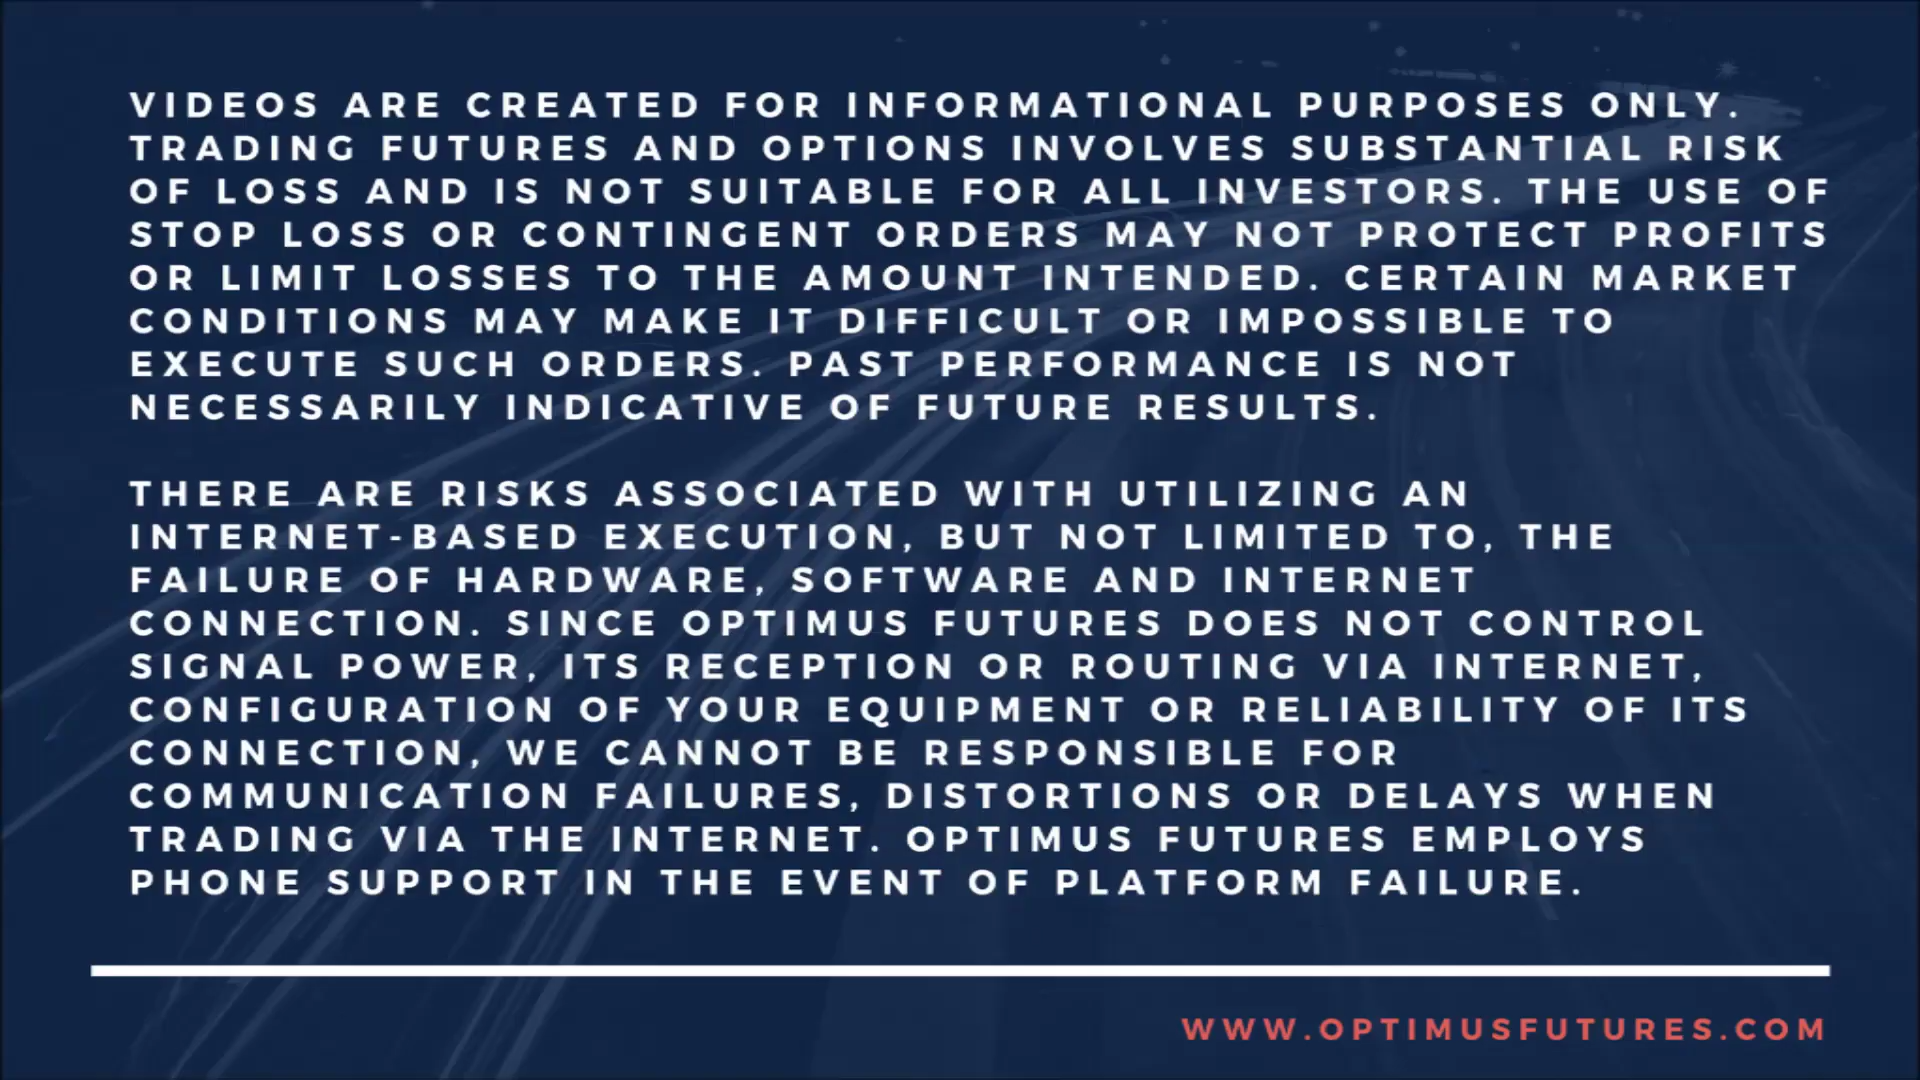 VIDEOS ARE CREATED FOR INFORMATIONAL PURPOSES ONLY.
TRADING FUTURES AND OPTIONS INVOLVES SUBSTANTIAL RISK
OF LOSS AND IS NOT SUITABLE FOR ALL INVESTORS. THE USE OF
STOP LOSS OR CONTINGENT ORDERS MAY NOT PROTECT PROFITS
OR LIMIT LOSSES TO THE AMOUNT INTENDED. CERTAIN MARKET
CONDITIONS MAY MAKE IT DIFFICULT OR IMPOSSIBLE TO
EXECUTE SUCH ORDERS. PAST PERFORMANCE IS NOT
NECESSARILY INDICATIVE OF FUTURE RESULTS.
THERE ARE RISKS ASSOCIATED WITH UTILIZING AN
INTERNET-BASED EXECUTION, BUT NOT LIMITED TO, THE
FAILURE OF HARDWARE, SOFTWARE AND INTERNET
CONNECTION. SINCE OPTIMUS FUTURES DOES NOT CONTROL
SIGNAL POWER, ITS RECEPTION OR ROUTING VIA INTERNET,
CONFIGURATION OF YOUR EQUIPMENT OR RELIABILITY OF ITS
CONNECTION, WE CANNOT BE RESPONSIBLE FOR
COMMUNICATION FAILURES, DISTORTIONS OR DELAYS WHEN
TRADING VIA THE INTERNET. OPTIMUS FUTURES EMPLOYS
PHONE SUPPORT IN THE EVENT OF PLATFORM FAILURE.
WWW.OPTIMUSFUTURES.COM